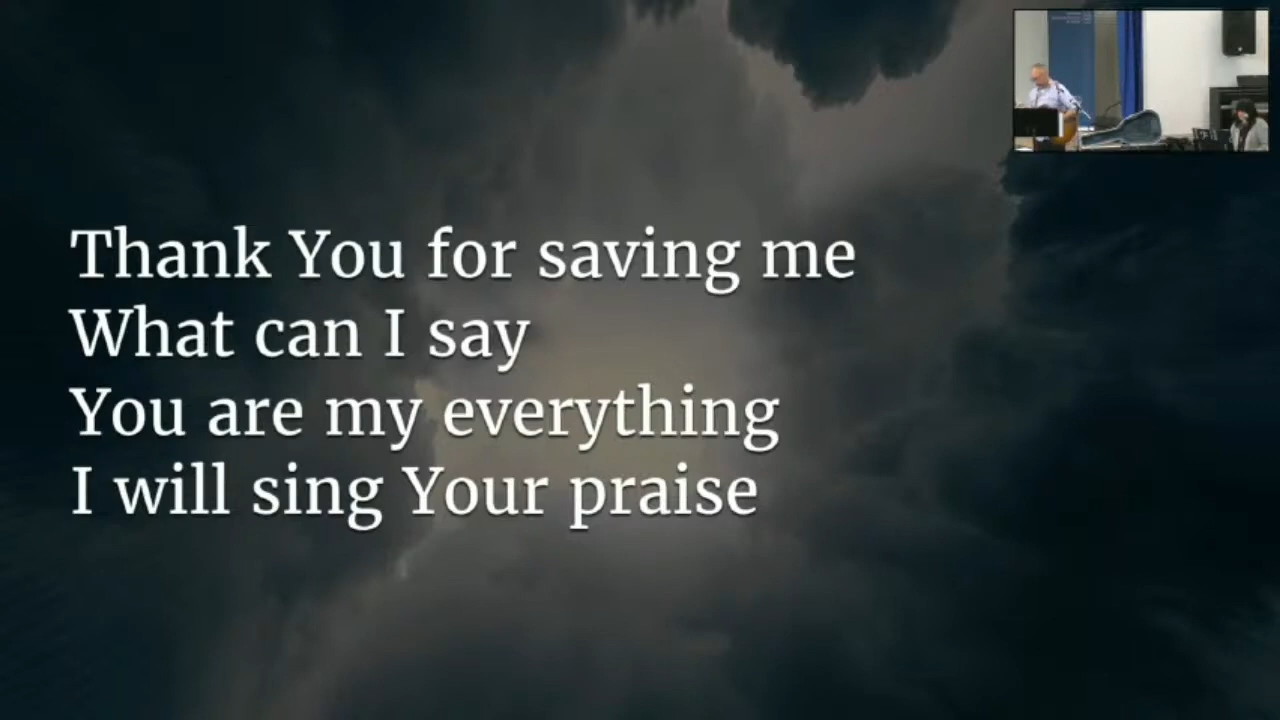 Thank You for saving me
What can I say
You are my everything
I will sing Your praise